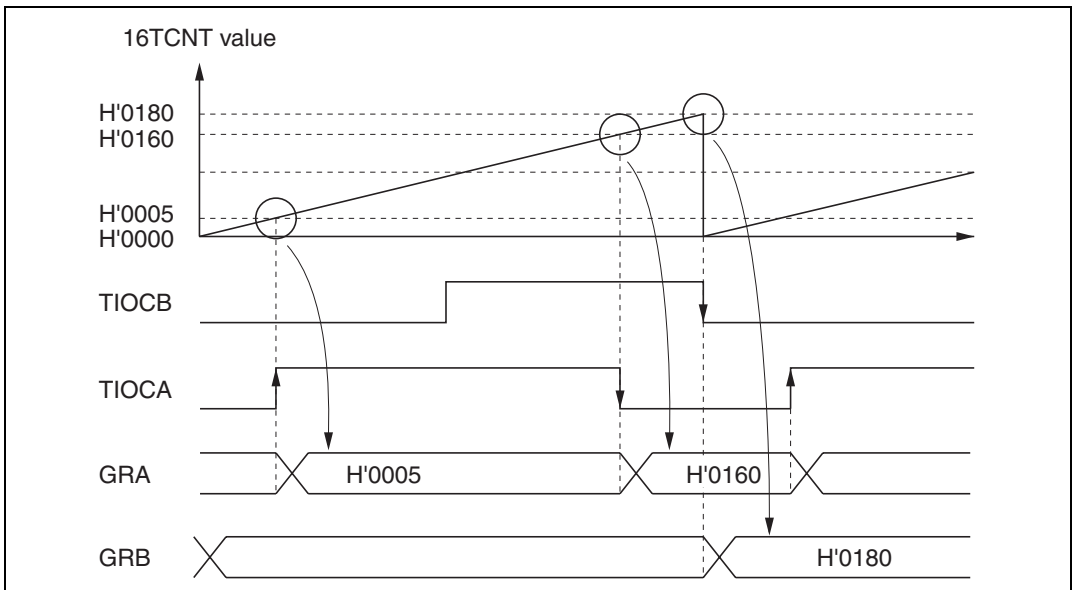 16TCNT value
H'0180
H'0160
H'0005
H'0000
TIOCB
TIOCA
GRA
H'0005
H'0160
GRB
H'0180